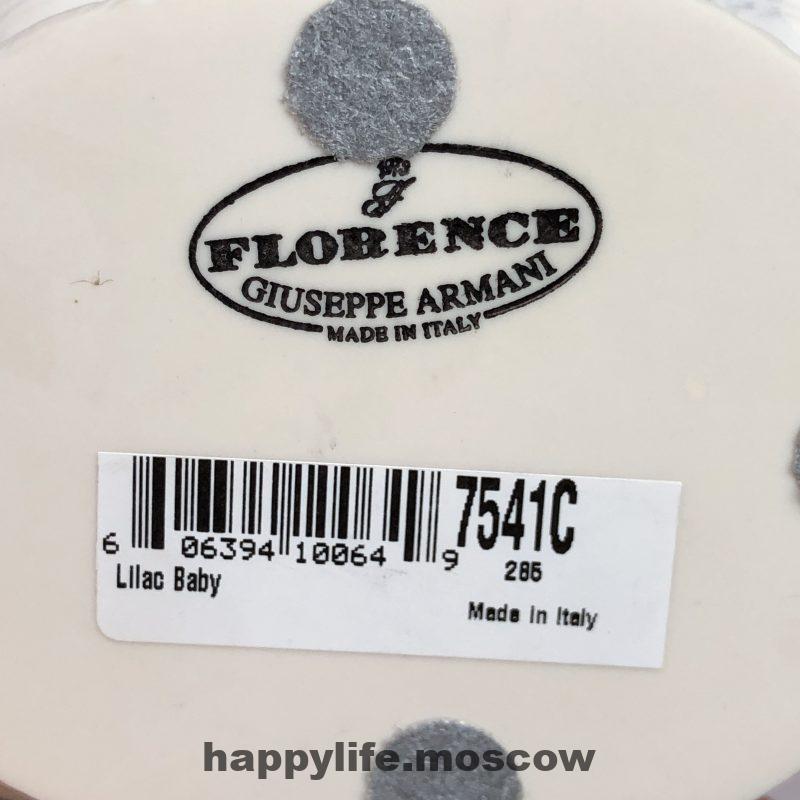 1973
FLORENCE
GIUSEPPE ARMANI
MADE IN ITALY
7541C
6 06394 10064 9
285
Lilac Baby
Made in Italy
happylife.moscow